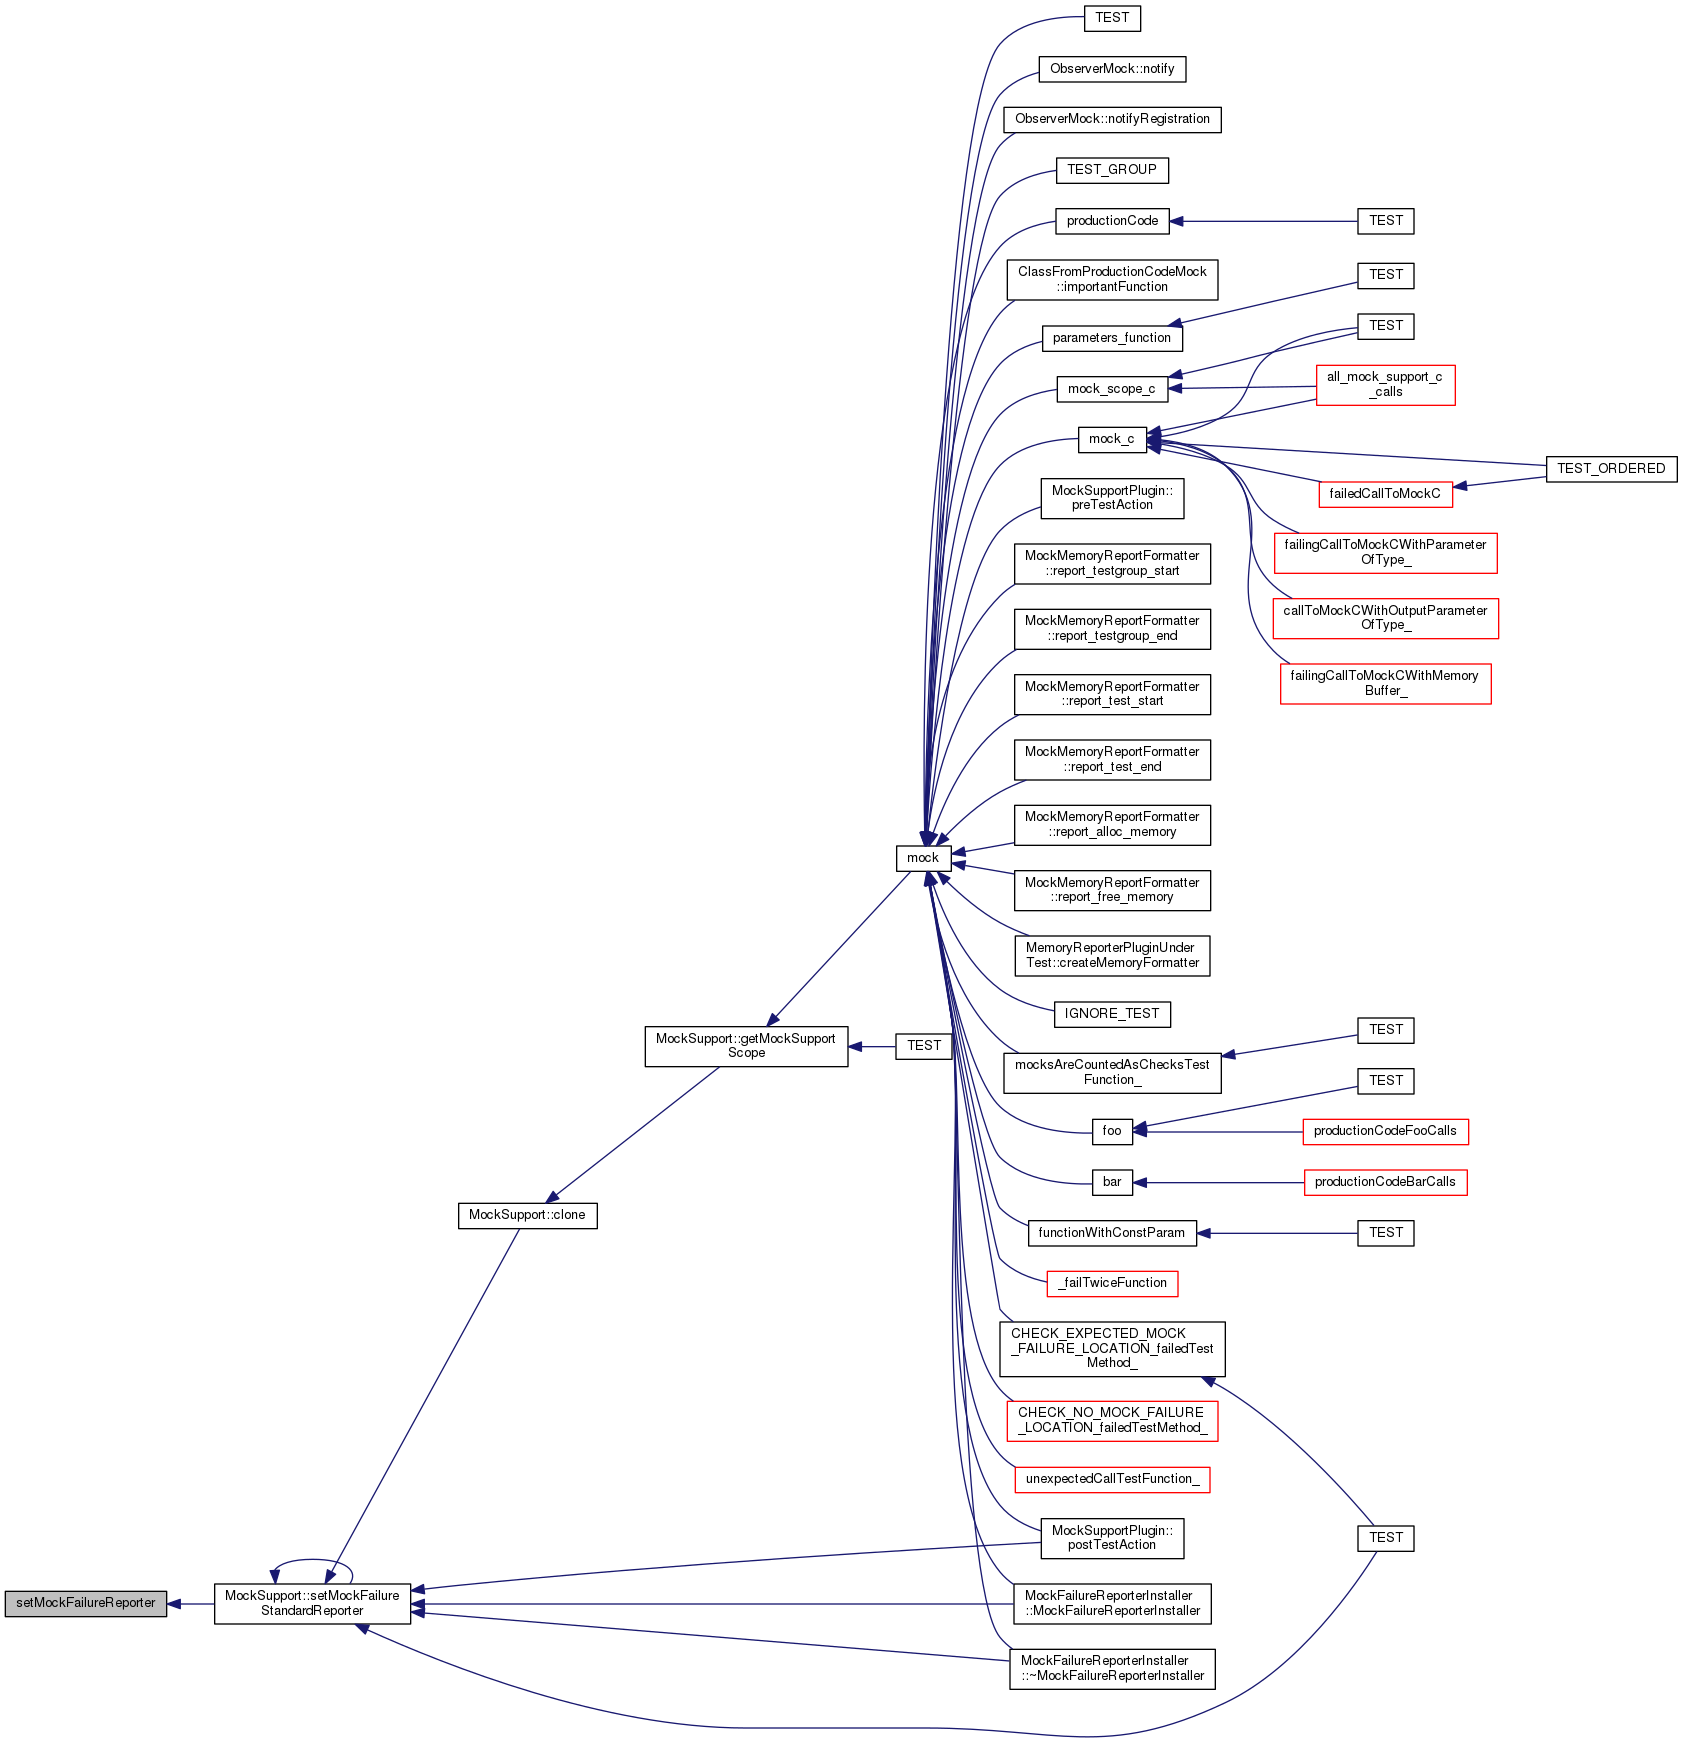 TEST
ObserverMock::notify
ObserverMock::notifyRegistration
TEST_GROUP
productionCode
TEST
ClassFromProductionCodeMock
::importantFunction
TEST
parameters_function
TEST
mock_scope_c
all_mock_support_c
_calls
mock_c
TEST_ORDERED
failedCallToMockC
MockSupportPlugin::
preTestAction
failingCallToMockCWithParameter
OfType_
MockMemoryReportFormatter
::report_testgroup_start
callToMockCWithOutputParameter
OfType_
MockMemoryReportFormatter
::report_testgroup_end
failingCallToMockCWithMemory
Buffer_
MockMemoryReportFormatter
::report_test_start
MockMemoryReportFormatter
::report_test_end
MockMemoryReportFormatter
::report_alloc_memory
mock
MockMemoryReportFormatter
::report_free_memory
MemoryReporterPluginUnder
Test::createMemoryFormatter
IGNORE_TEST
MockSupport::getMockSupport
Scope
TEST
mocksAreCountedAsChecksTest
Function_
TEST
TEST
foo
productionCodeFooCalls
bar
productionCodeBarCalls
MockSupport::clone
functionWithConstParam
TEST
_failTwiceFunction
CHECK_EXPECTED_MOCK
_FAILURE_LOCATION_failedTest
Method_
CHECK_NO_MOCK_FAILURE
_LOCATION_failedTestMethod_
unexpectedCallTestFunction_
MockSupportPlugin::
postTestAction
TEST
setMockFailureReporter
MockSupport::setMockFailure
StandardReporter
MockFailureReporterInstaller
::MockFailureReporterInstaller
MockFailureReporterInstaller
::~MockFailureReporterInstaller